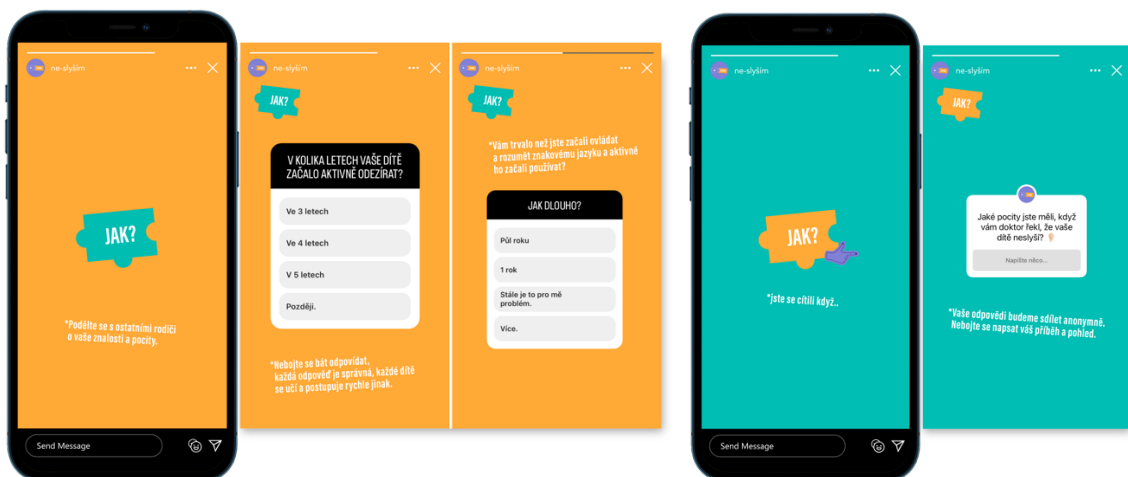 ne-slyším
JAK?
*Podělte se s ostatními rodiči
o vaše znalosti a pocity.
Send Message
ne-slyším
JAK?
V KOLIKA LETECH VAŠE DÍTĚ
ZAČALO AKTIVNĚ ODEZÍRAT?
Ve 3 letech
Ve 4 letech
V 5 letech
Později.
*Nebojte se bát odpovídat,
každá odpověď je správná, každé dítě
se učí a postupuje rychle jinak.
ne-slyším
JAK?
*Vám trvalo než jste začali ovládat
a rozumět znakovému jazyku a aktivně
ho začali používat?
JAK DLOUHO?
Půl roku
1 rok
Stále je to pro mě
problém.
Více.
ne-slyším
JAK?
*jste se cítili když..
Send Message
ne-slyším
JAK?
Jaké pocity jste měli, když
vám doktor řekl, že vaše
dítě neslyší? 👂🏻
Napište něco...
*Vaše odpovědi budeme sdílet anonymně.
Nebojte se napsat váš příběh a pohled.